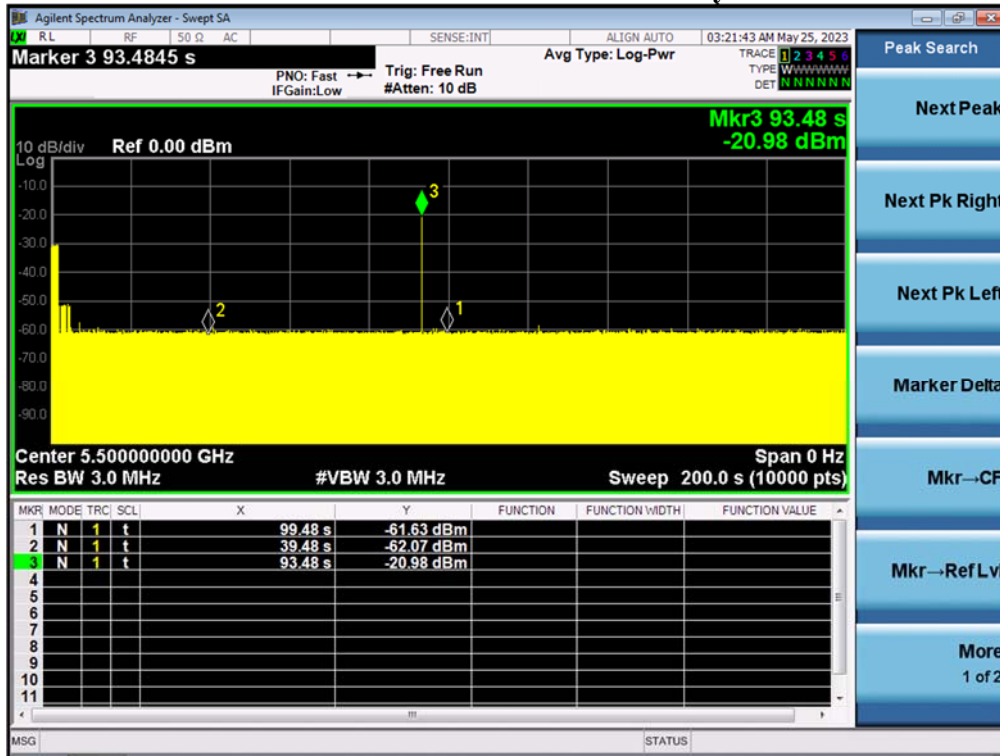 Agilent Spectrum Analyzer - Swept SA
LXI RL RF 50 Ω AC SENSE:INT ALIGN AUTO 03:21:43 AM May 25, 2023
Marker 3 93.4845 s
PNO: Fast
IFGain:Low
Trig: Free Run
#Atten: 10 dB
Avg Type: Log-Pwr
TRACE 1 2 3 4 5 6
TYPE W
DET N N N N N N
Mkr3 93.48 s
-20.98 dBm
10 dB/div Ref 0.00 dBm
Log
-10.0
-20.0
-30.0
-40.0
-50.0
-60.0
-70.0
-80.0
-90.0
3
2
1
Center 5.500000000 GHz Span 0 Hz
Res BW 3.0 MHz #VBW 3.0 MHz Sweep 200.0 s (10000 pts)
MKR MODE TRC SCL X Y FUNCTION FUNCTION WIDTH FUNCTION VALUE
1 N 1 t 99.48 s -61.63 dBm
2 N 1 t 39.48 s -62.07 dBm
3 N 1 t 93.48 s -20.98 dBm
4
5
6
7
8
9
10
11
MSG STATUS
Peak Search
Next Peak
Next Pk Right
Next Pk Left
Marker Delta
Mkr→CF
Mkr→Ref Lvl
More
1 of 2